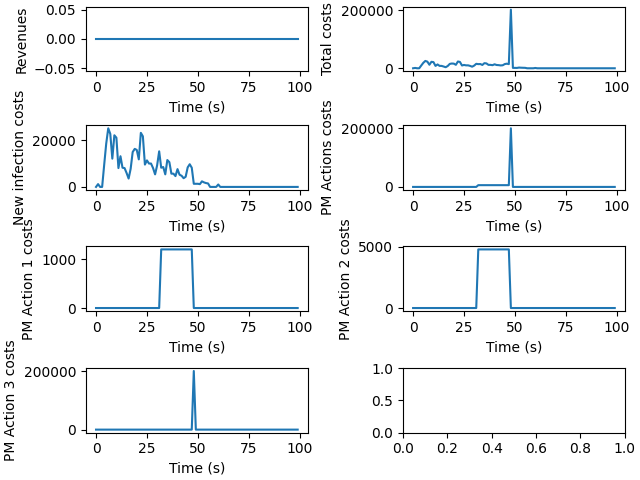 Revenues
0.05
0.00
−0.05
0 25 50 75 100
Time (s)
Total costs
200000
0
0 25 50 75 100
Time (s)
New infection costs
20000
0
0 25 50 75 100
Time (s)
PM Actions costs
200000
0
0 25 50 75 100
Time (s)
PM Action 1 costs
1000
0
0 25 50 75 100
Time (s)
PM Action 2 costs
5000
0
0 25 50 75 100
Time (s)
PM Action 3 costs
200000
0
0 25 50 75 100
Time (s)
1.0
0.5
0.0
0.0 0.2 0.4 0.6 0.8 1.0